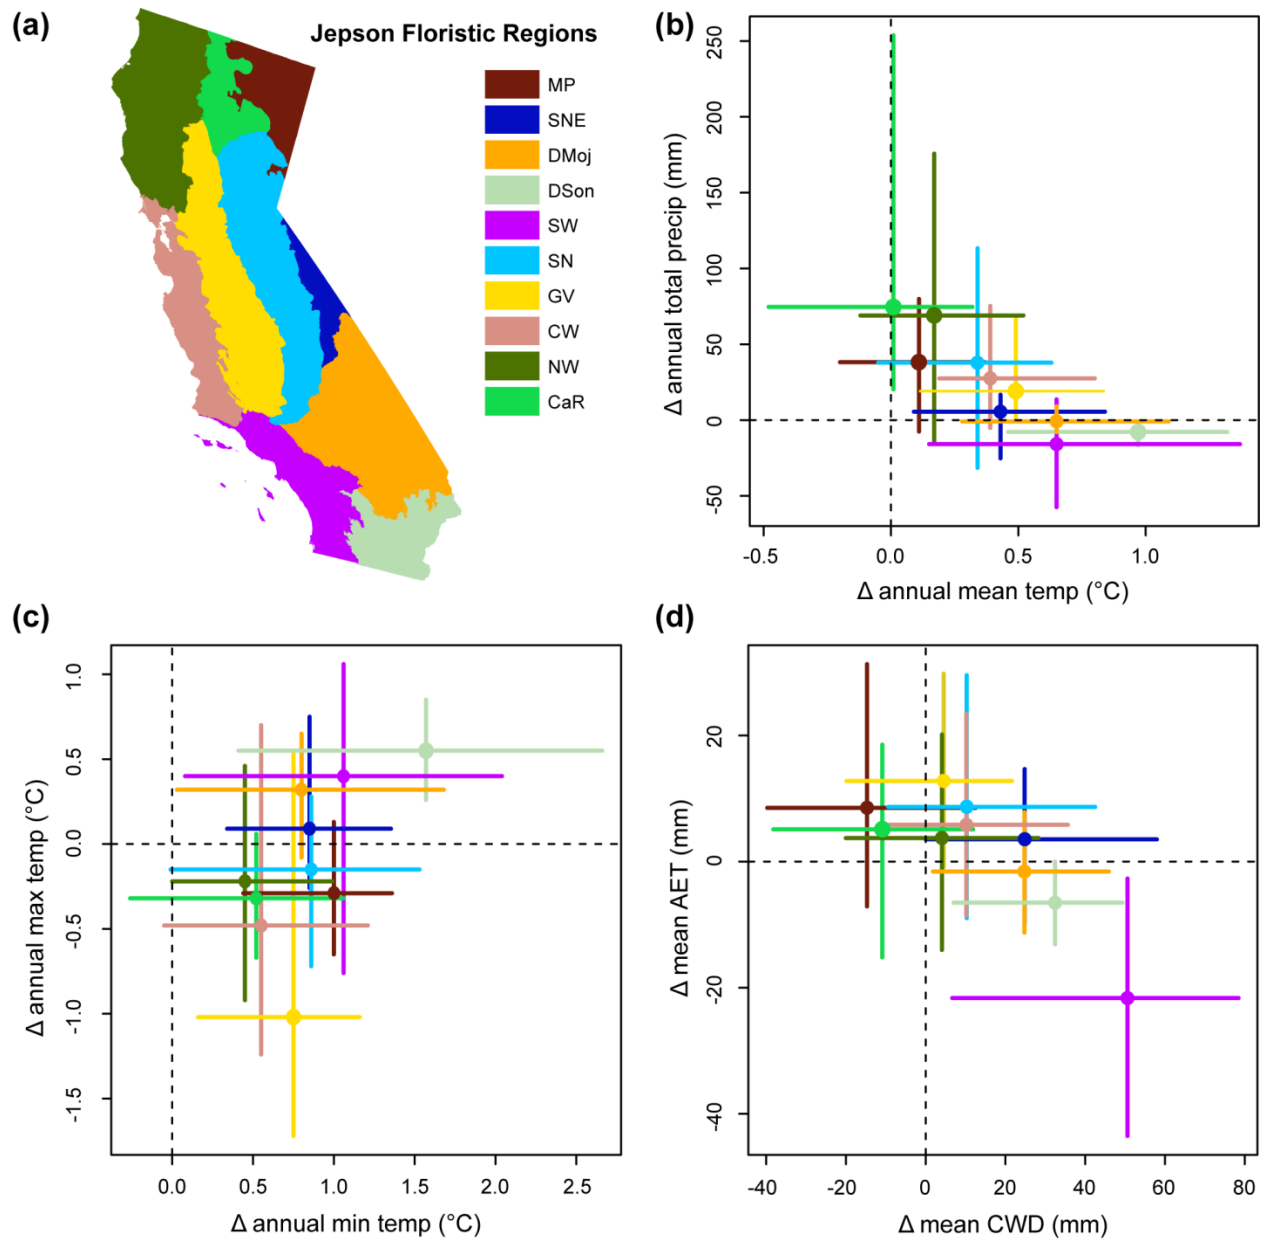 (a)
Jepson Floristic Regions
MP
SNE
DMoj
DSon
SW
SN
GV
CW
NW
CaR
(b)
Δ annual total precip (mm)
250
200
150
100
50
0
-50
-0.5 0.0 0.5 1.0
Δ annual mean temp (°C)
(c)
Δ annual max temp (°C)
1.0
0.5
0.0
-0.5
-1.0
-1.5
0.0 0.5 1.0 1.5 2.0 2.5
Δ annual min temp (°C)
(d)
Δ mean AET (mm)
20
0
-20
-40
-40 -20 0 20 40 60 80
Δ mean CWD (mm)